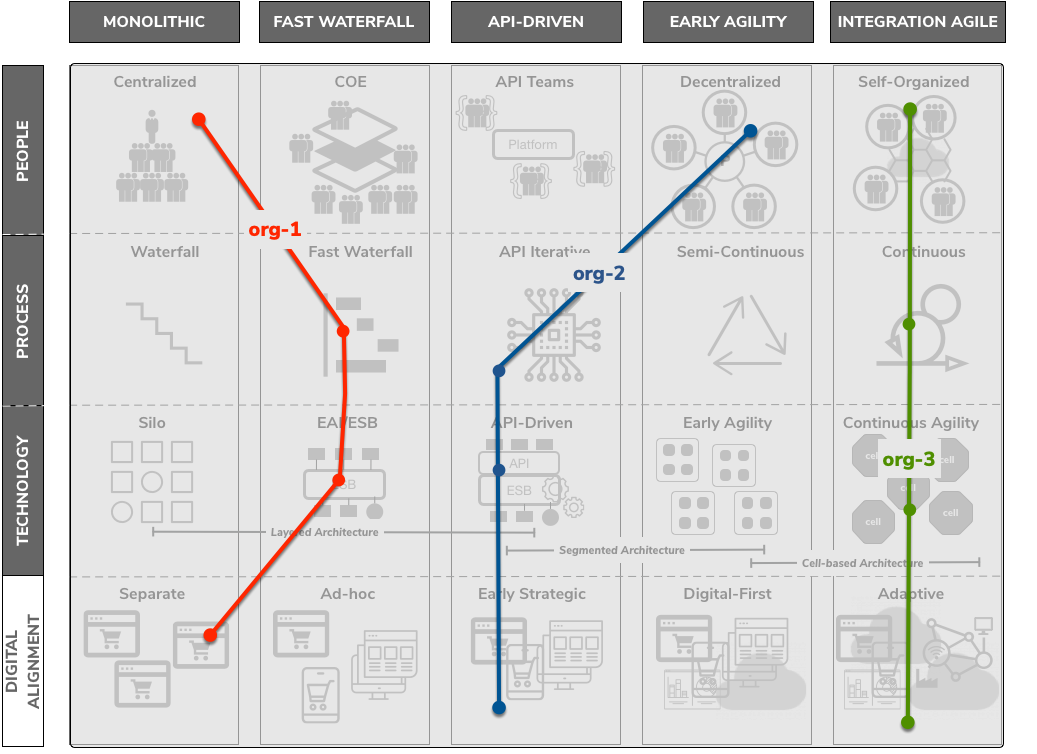 MONOLITHIC
FAST WATERFALL
API-DRIVEN
EARLY AGILITY
INTEGRATION AGILE
PEOPLE
Centralized
COE
API Teams
Decentralized
Self-Organized
Platform
org-1
PROCESS
Waterfall
Fast Waterfall
API Iterative
Semi-Continuous
Continuous
org-2
TECHNOLOGY
Silo
EAI/ESB
API-Driven
Early Agility
Continuous Agility
API
ESB
cell
cell
org-3
cell
cell
cell
Layered Architecture
Segmented Architecture
Cell-based Architecture
DIGITAL
ALIGNMENT
Separate
Ad-hoc
Early Strategic
Digital-First
Adaptive